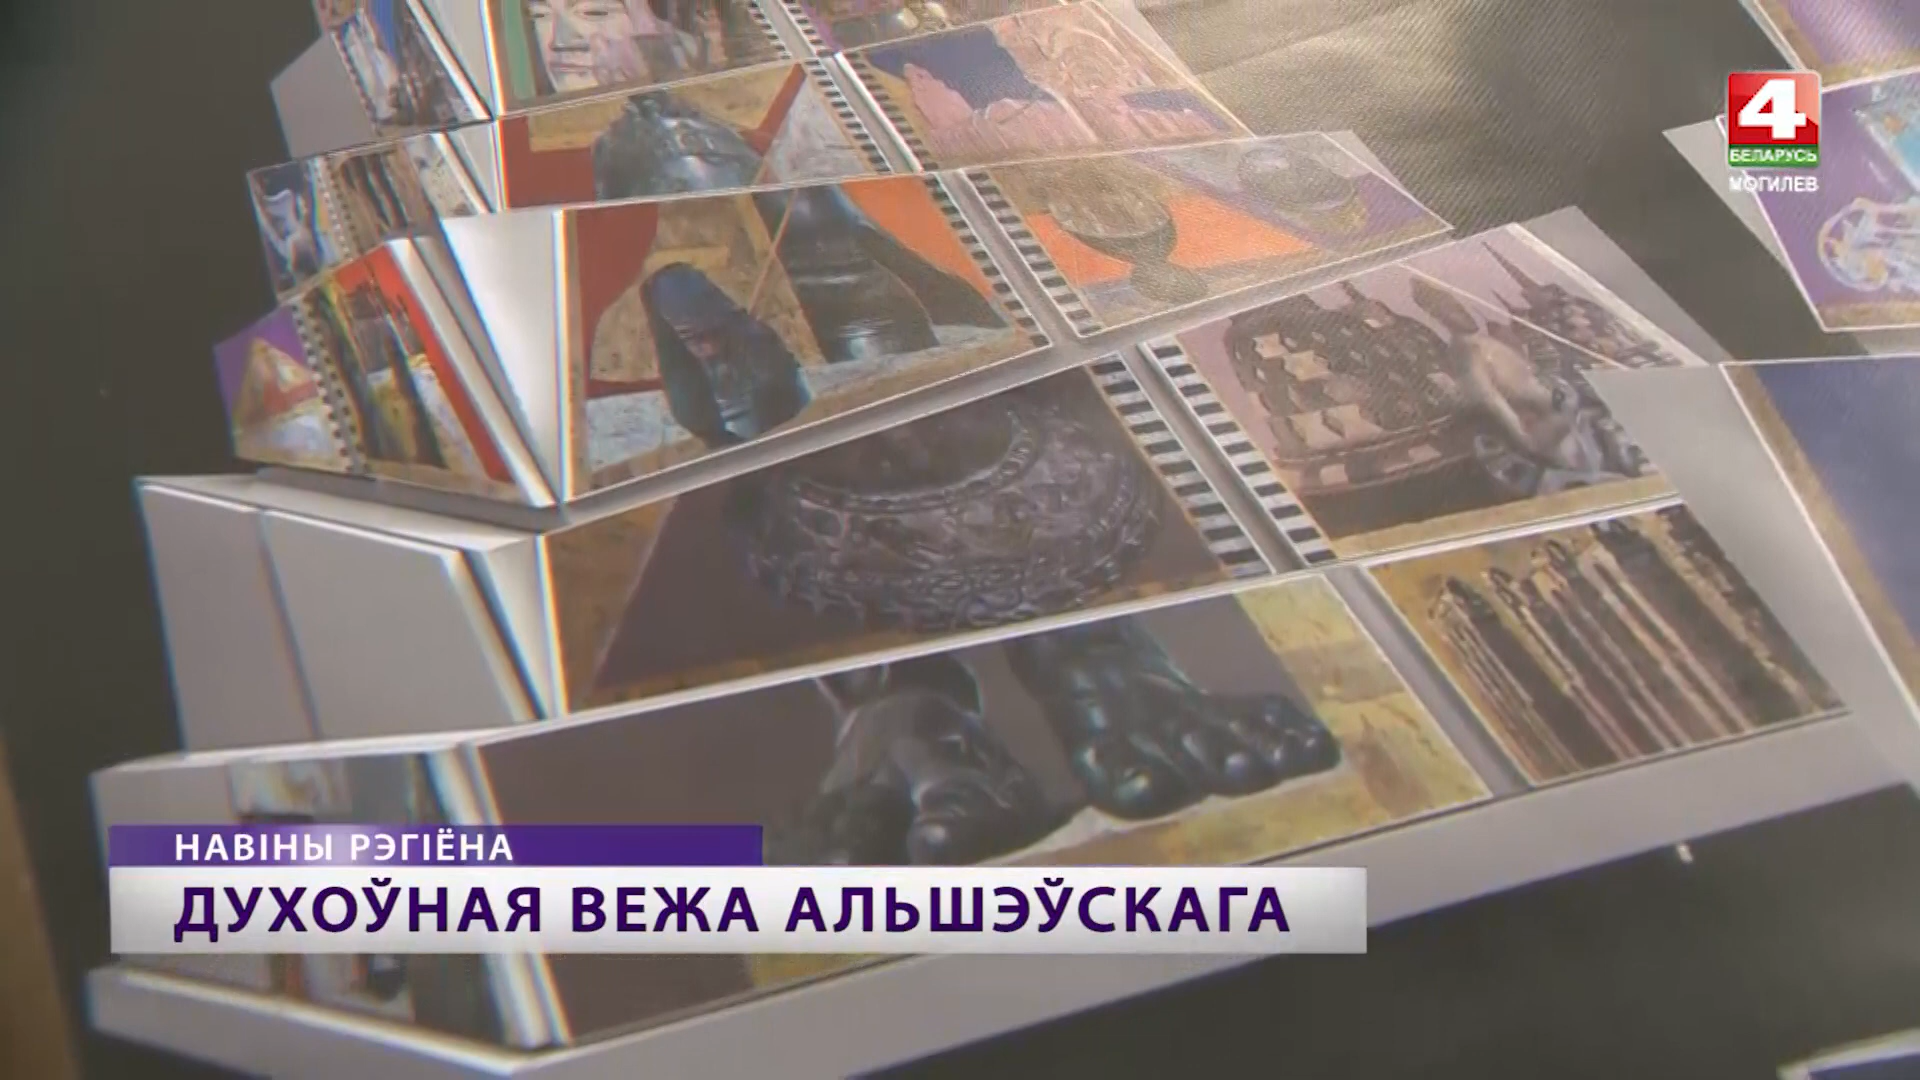 4
БЕЛАРУСЬ
МОГИЛЕВ
НАВІНЫ РЭГІЁНА
ДУХОЎНАЯ ВЕЖА АЛЬШЭЎСКАГА